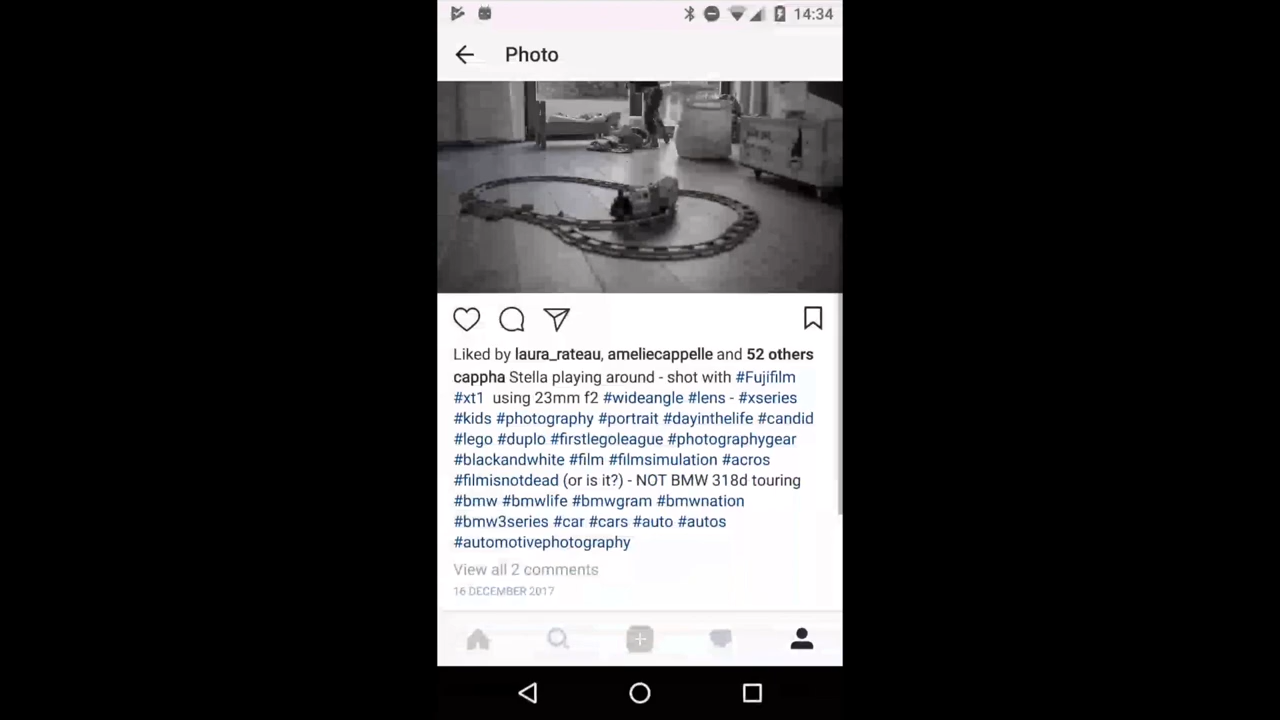 14:34
Photo
Liked by laura_rateau, ameliecappelle and 52 others
cappha Stella playing around - shot with #Fujifilm
#xt1 using 23mm f2 #wideangle #lens - #xseries
#kids #photography #portrait #dayinthelife #candid
#lego #duplo #firstlegoleague #photographygear
#blackandwhite #film #filmsimulation #acros
#filmisnotdead (or is it?) - NOT BMW 318d touring
#bmw #bmwlife #bmwgram #bmwnation
#bmw3series #car #cars #auto #autos
#automotivephotography
View all 2 comments
16 DECEMBER 2017